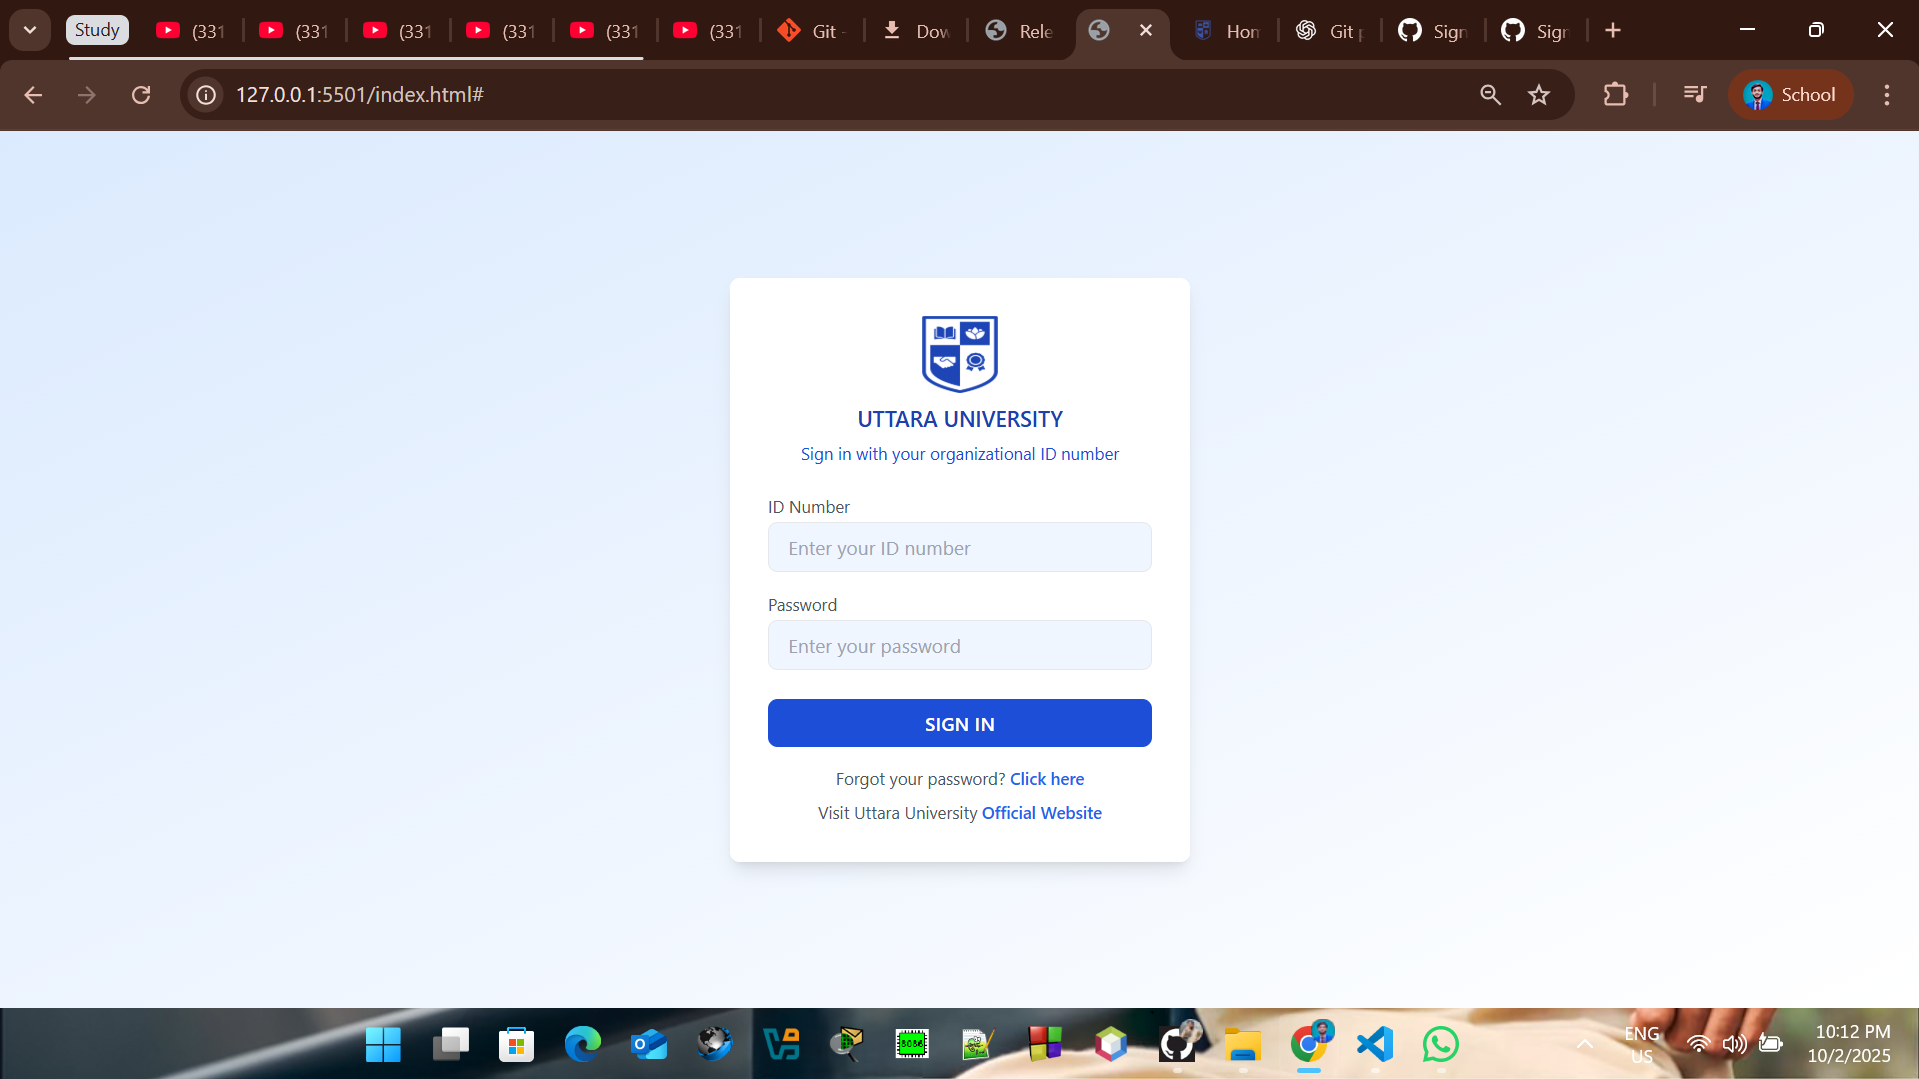 Study
(331
(331
(331
(331
(331
(331
Git -
Dow
Rele
Hom
Git p
Sign
Sign
127.0.0.1:5501/index.html#
School
UTTARA UNIVERSITY
Sign in with your organizational ID number
ID Number
Enter your ID number
Password
Enter your password
SIGN IN
Forgot your password? Click here
Visit Uttara University Official Website
8086
ENG
US
10:12 PM
10/2/2025